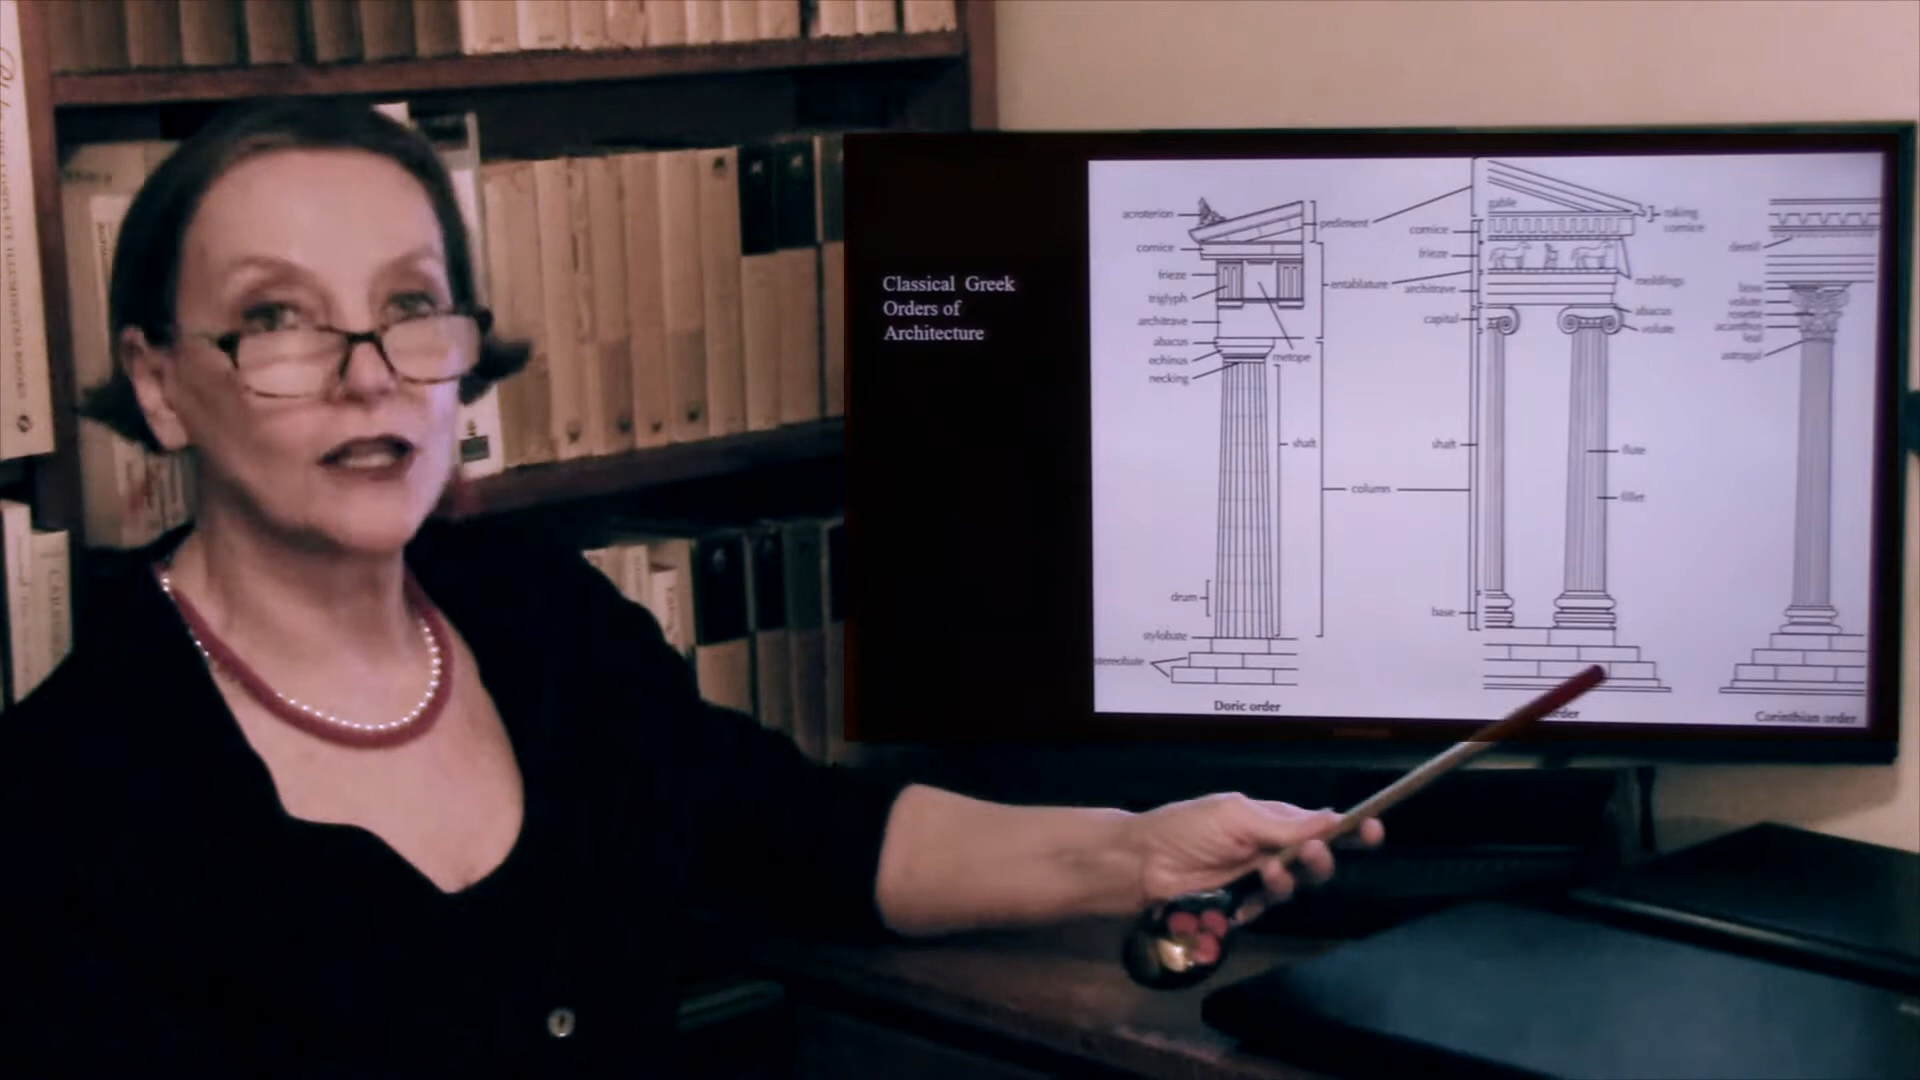 Classical Greek
Orders of
Architecture
acroterion
cornice
frieze
triglyph
architrave
abacus
echinus
necking
drum
stylobate
stereobate
Doric order
pediment
entablature
metope
shaft
column
gable
cornice
frieze
architrave
capital
shaft
base
raking
cornice
moldings
abacus
volute
flute
fillet
order
dentil
boss
volute
rosette
acanthus
leaf
astragal
Corinthian order